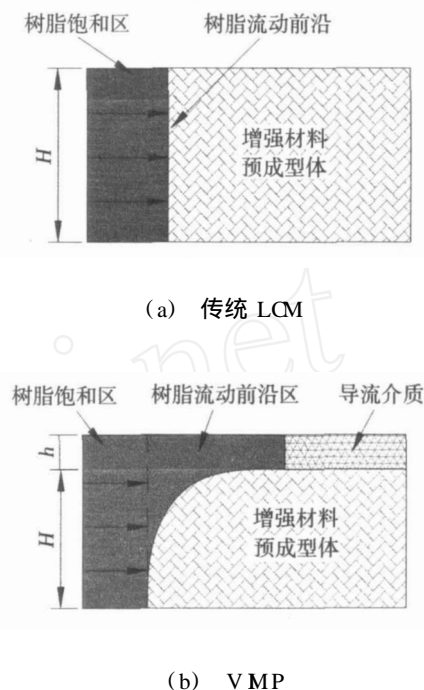 树脂饱和区 树脂流动前沿
H
增强材料
预成型体
(a) 传统 LCM
树脂饱和区 树脂流动前沿区 导流介质
h
H
增强材料
预成型体
(b) VMP